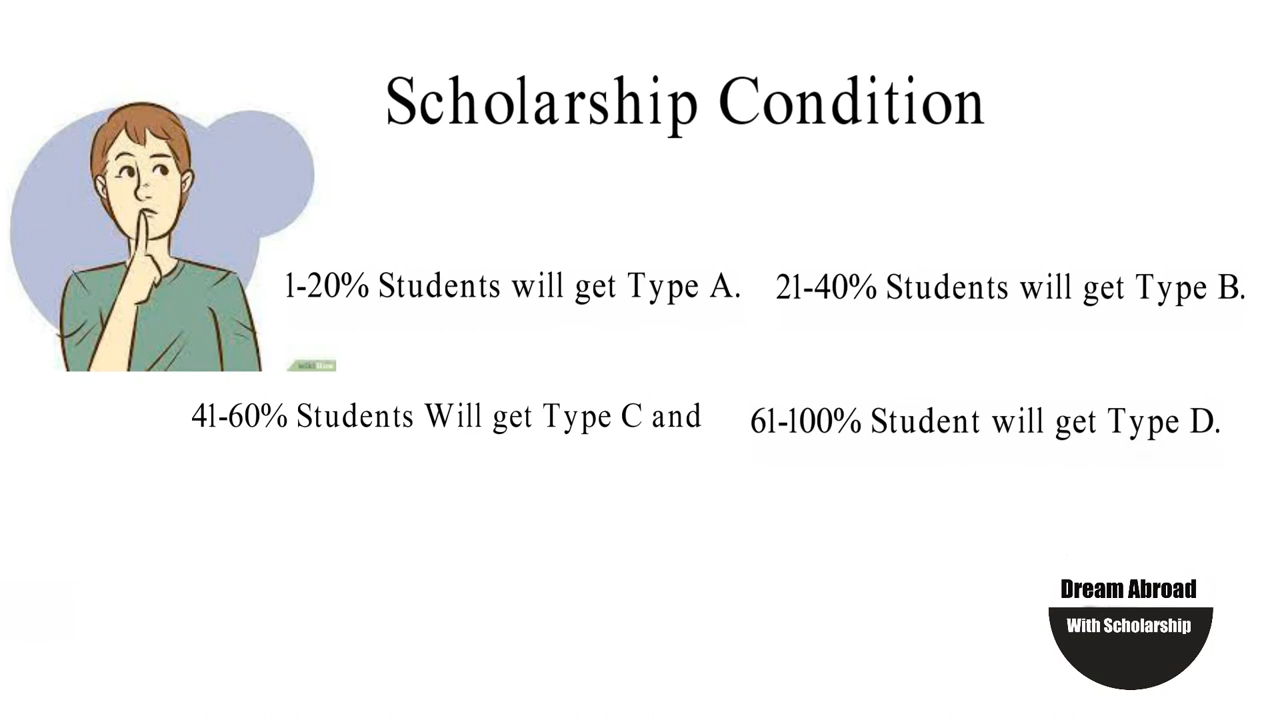 Scholarship Condition
1-20% Students will get Type A.
21-40% Students will get Type B.
41-60% Students Will get Type C and
61-100% Student will get Type D.
wikiHow
Dream Abroad
With Scholarship